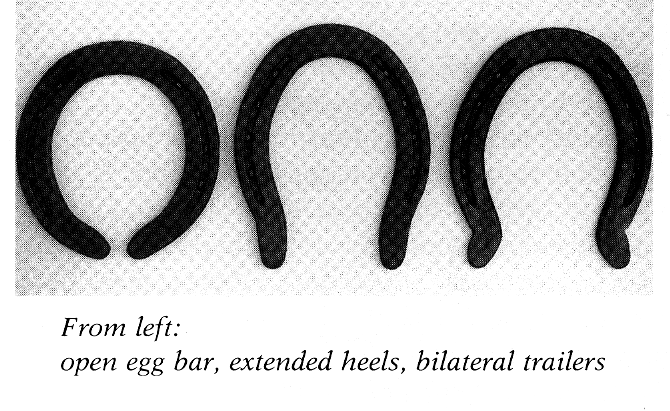 From left:
open egg bar, extended heels, bilateral trailers